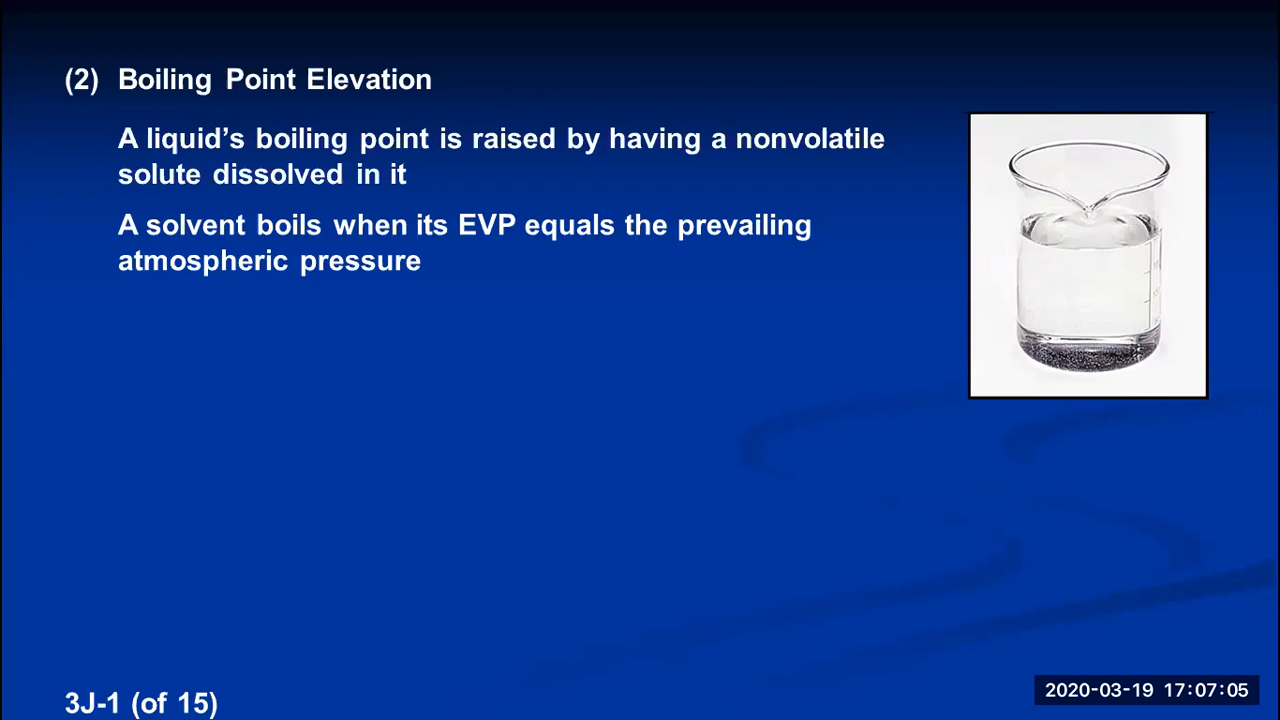 (2) Boiling Point Elevation
A liquid's boiling point is raised by having a nonvolatile
solute dissolved in it
A solvent boils when its EVP equals the prevailing
atmospheric pressure
3J-1 (of 15)
2020-03-19 17:07:05